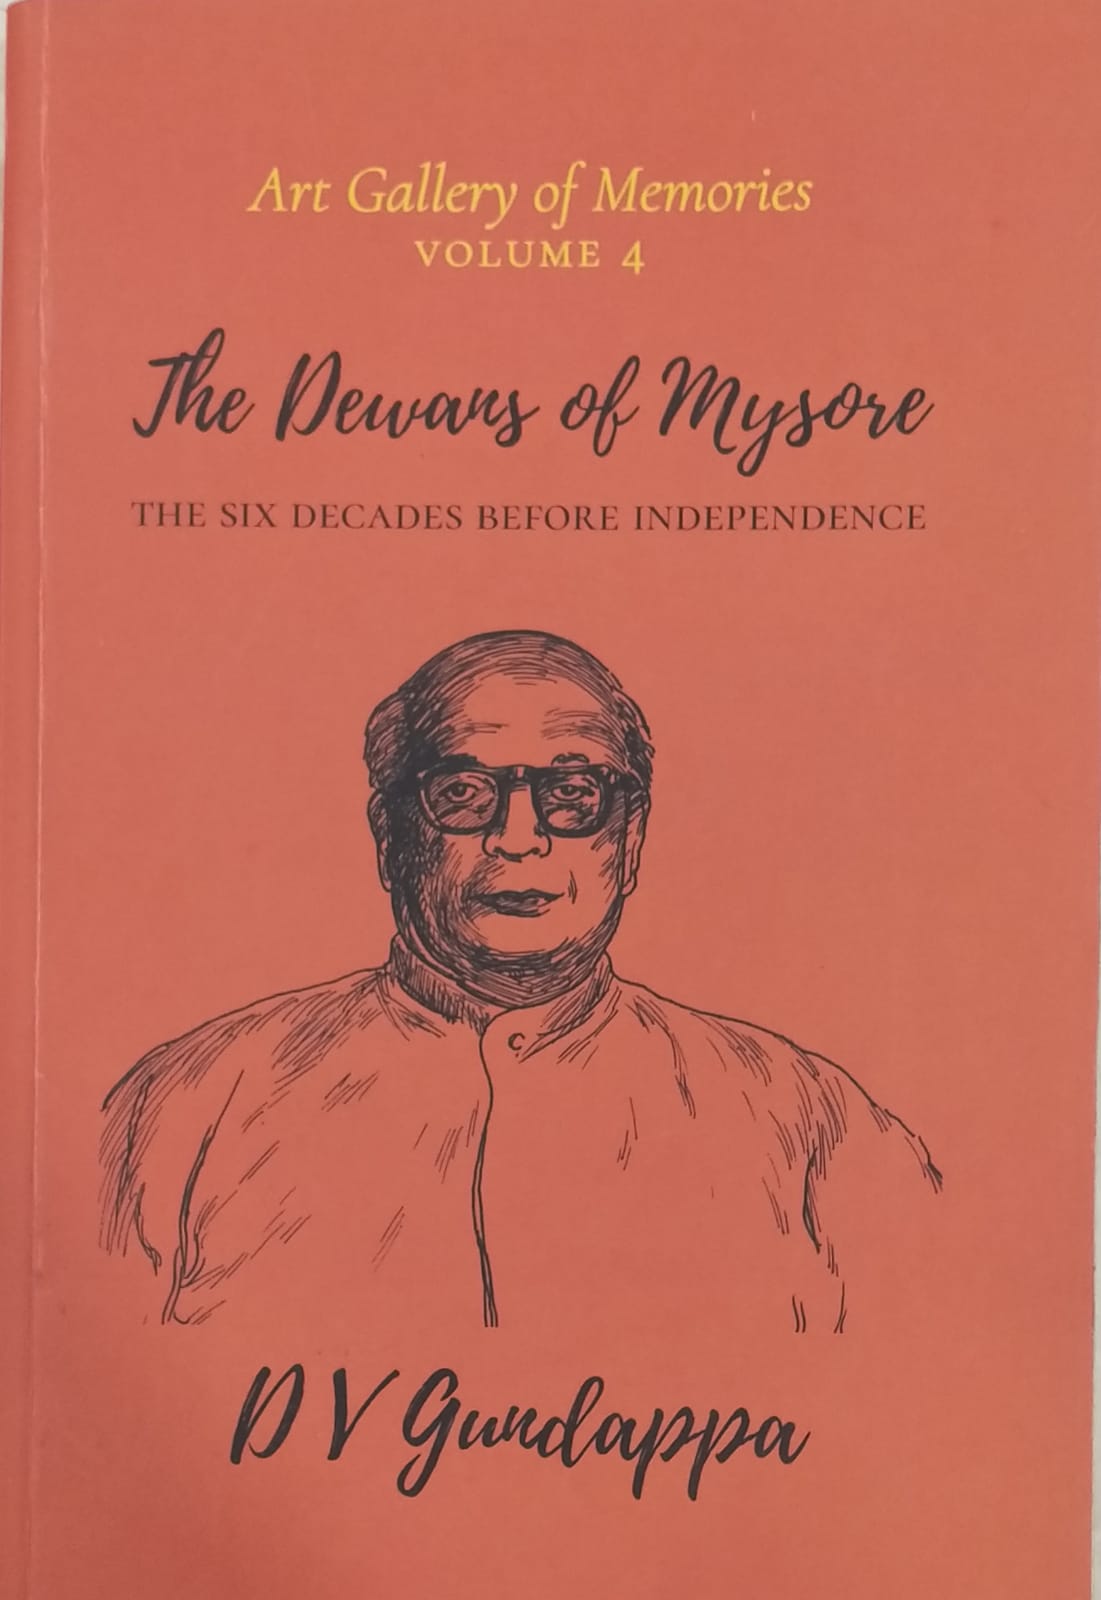 Art Gallery of Memories
VOLUME 4
The Dewans of Mysore
THE SIX DECADES BEFORE INDEPENDENCE
D V Gundappa